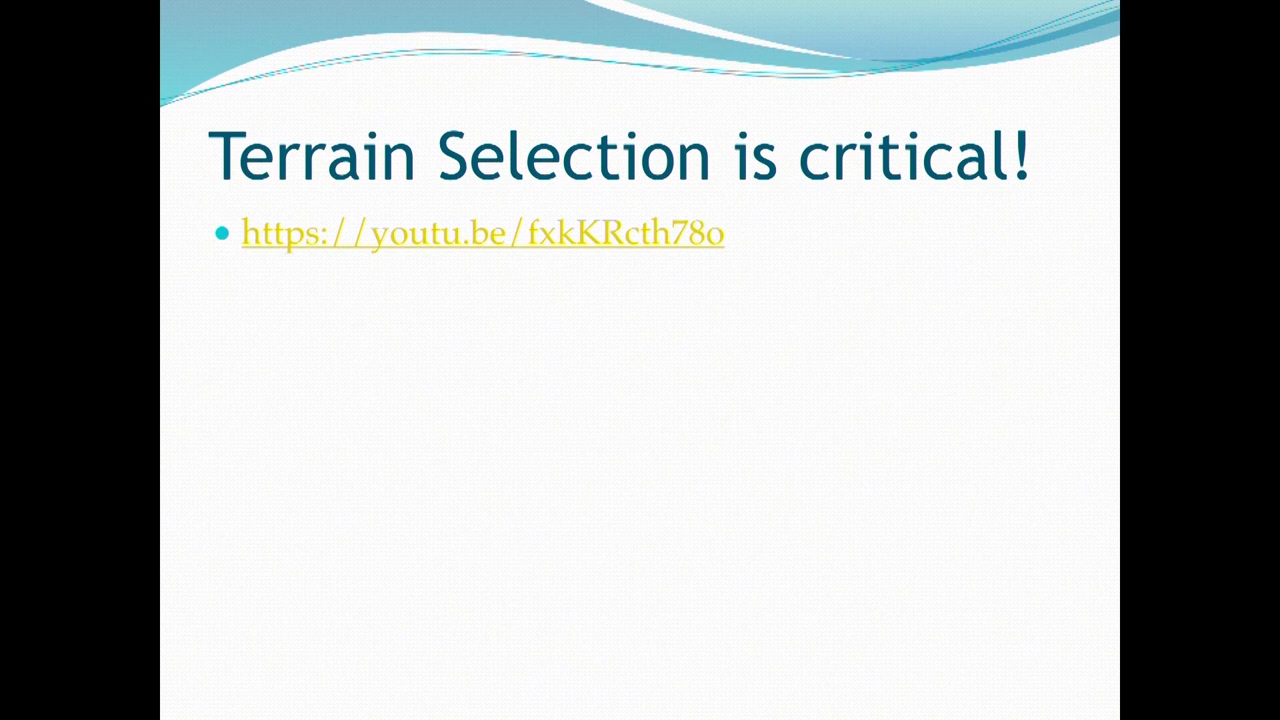 Terrain Selection is critical!
• https://youtu.be/fxkKRcth78o